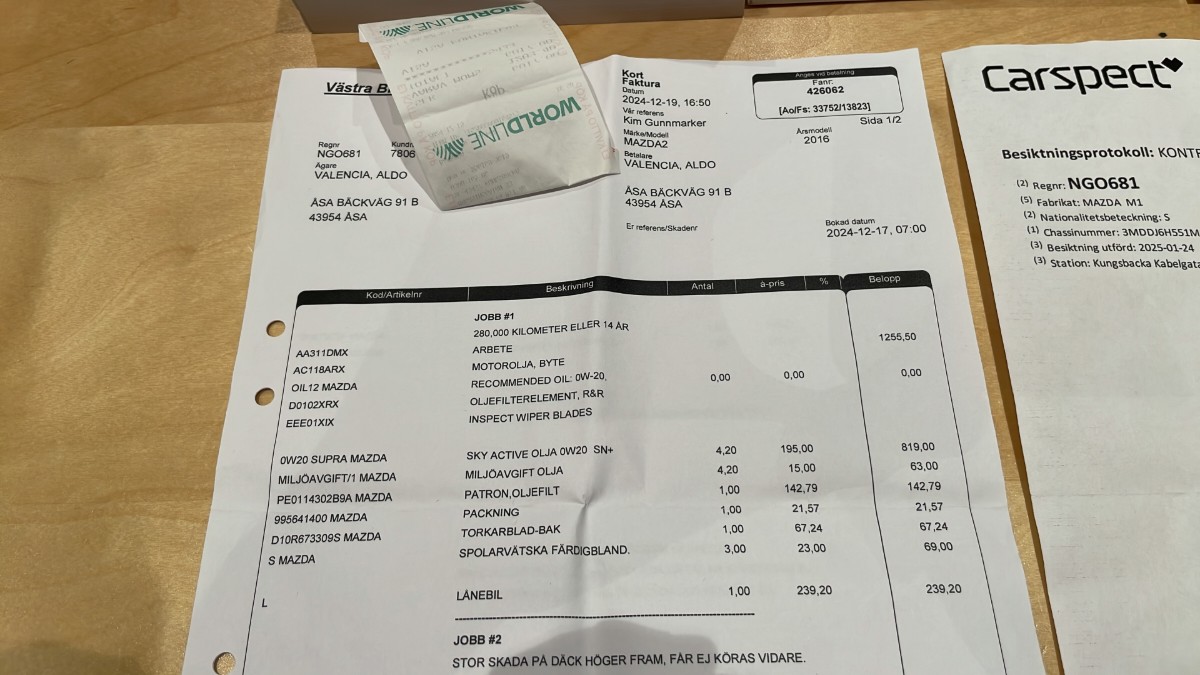 WORLDLINE
KÖP
WORLDLINE
Västra B
Kort
Faktura
Datum
2024-12-19, 16:50
Vår referens
Kim Gunnmarker
Märke/Modell
MAZDA2
Betalare
VALENCIA, ALDO
ÅSA BÄCKVÄG 91 B
43954 ÅSA
Er referens/Skadenr
Anges vid betalning
Fanr:
426062
[Ao/Fs: 33752/13823]
Sida 1/2
Årsmodell
2016
Bokad datum
2024-12-17, 07:00
Regnr Kundnr
NGO681 7806
Ägare
VALENCIA, ALDO
ÅSA BÄCKVÄG 91 B
43954 ÅSA
Kod/Artikelnr Beskrivning Antal à-pris % Belopp
JOBB #1
280,000 KILOMETER ELLER 14 ÅR
AA311DMX ARBETE 1255,50
AC118ARX MOTOROLJA, BYTE
OIL12 MAZDA RECOMMENDED OIL: 0W-20, 0,00 0,00 0,00
D0102XRX OLJEFILTERELEMENT, R&R
EEE01XIX INSPECT WIPER BLADES
0W20 SUPRA MAZDA SKY ACTIVE OLJA 0W20 SN+ 4,20 195,00 819,00
MILJÖAVGIFT/1 MAZDA MILJÖAVGIFT OLJA 4,20 15,00 63,00
PE0114302B9A MAZDA PATRON,OLJEFILT 1,00 142,79 142,79
995641400 MAZDA PACKNING 1,00 21,57 21,57
D10R673309S MAZDA TORKARBLAD-BAK 1,00 67,24 67,24
S MAZDA SPOLARVÄTSKA FÄRDIGBLAND. 3,00 23,00 69,00
L LÅNEBIL 1,00 239,20 239,20
JOBB #2
STOR SKADA PÅ DÄCK HÖGER FRAM, FÅR EJ KÖRAS VIDARE.
Carspect
Besiktningsprotokoll: KONTR
(2) Regnr: NGO681
(5) Fabrikat: MAZDA M1
(2) Nationalitetsbeteckning: S
(1) Chassinummer: 3MDDJ6H551M
(3) Besiktning utförd: 2025-01-24
(3) Station: Kungsbacka Kabelgata